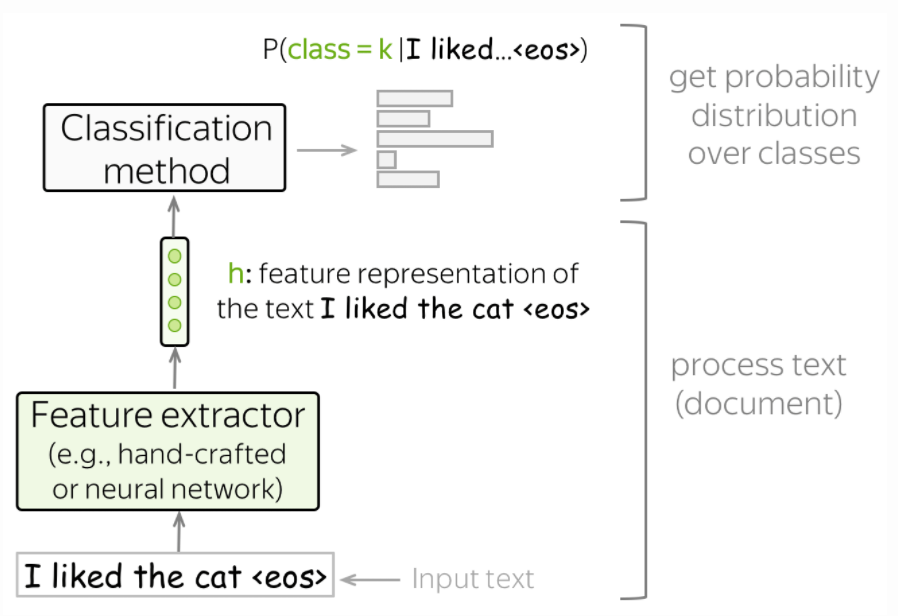 P(class = k |I liked...<eos>)
get probability
distribution
over classes
Classification
method
h: feature representation of
the text I liked the cat <eos>
process text
(document)
Feature extractor
(e.g., hand-crafted
or neural network)
I liked the cat <eos>
Input text